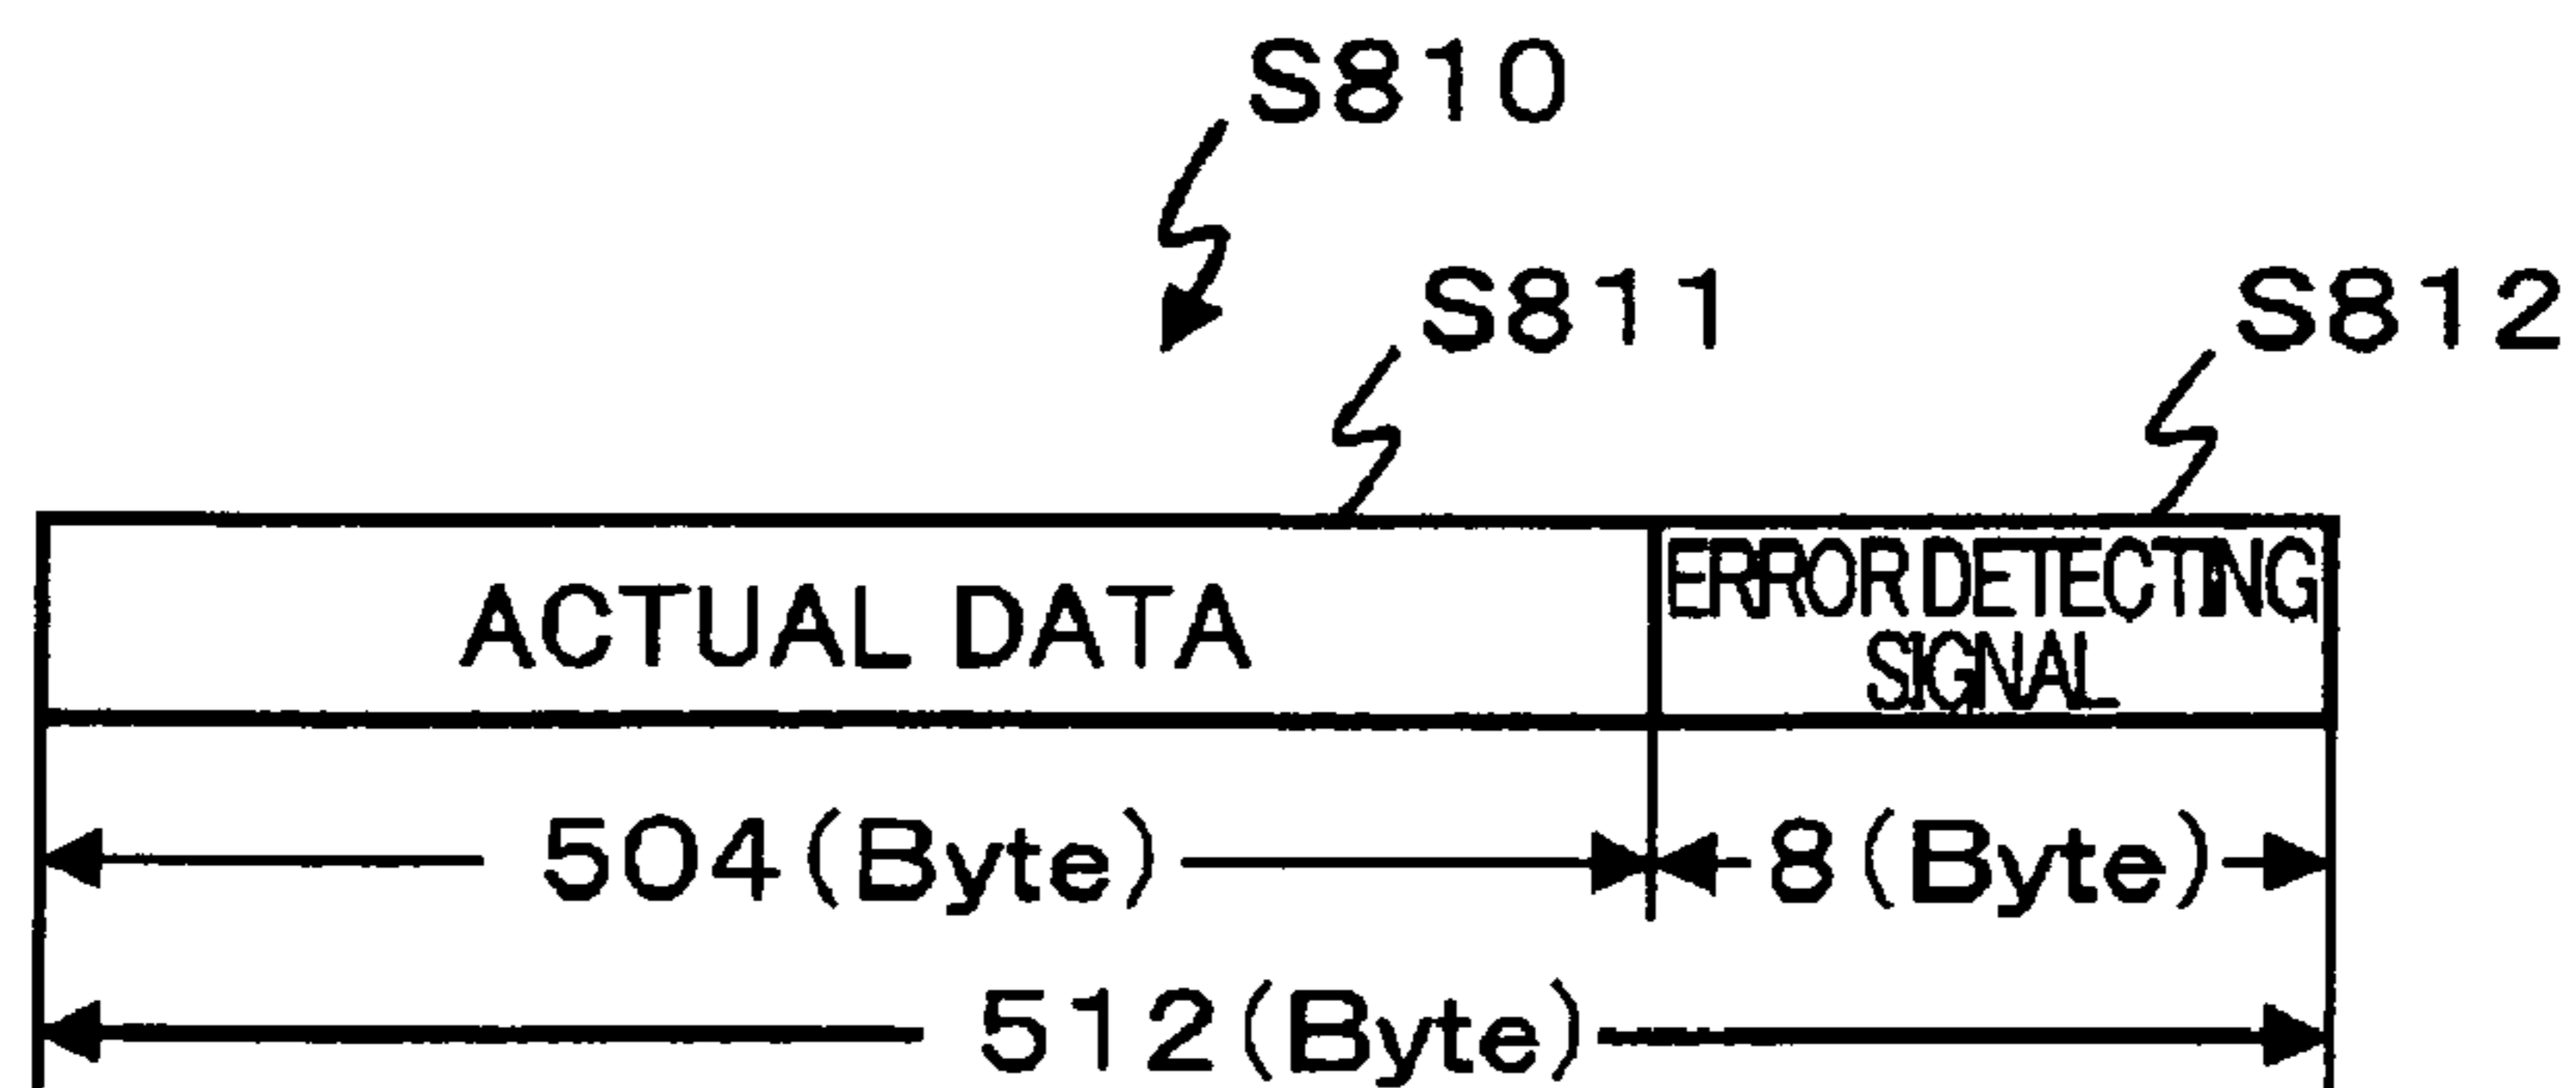 S810
S811
S812
ACTUAL DATA
ERROR DETECTING
SIGNAL
504(Byte)
8(Byte)
512(Byte)